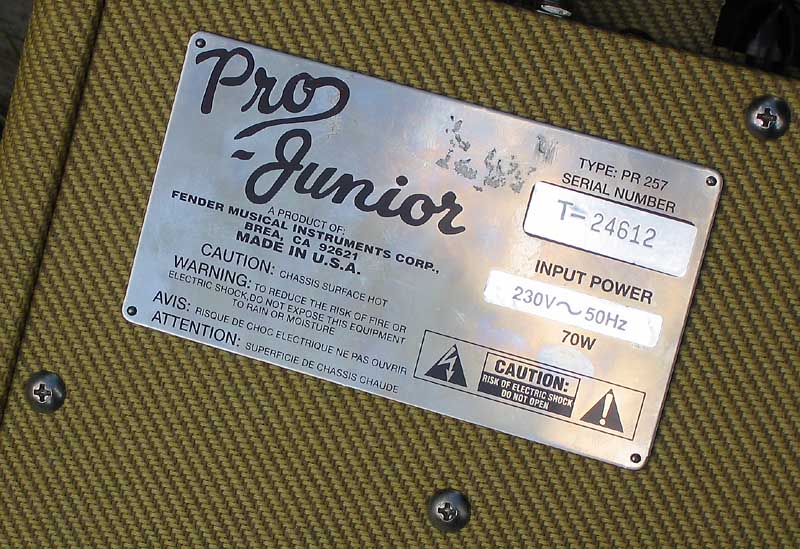 Pro
Junior
A PRODUCT OF:
FENDER MUSICAL INSTRUMENTS CORP.,
BREA, CA 92621
MADE IN U.S.A.
CAUTION: CHASSIS SURFACE HOT
WARNING: TO REDUCE THE RISK OF FIRE OR
ELECTRIC SHOCK, DO NOT EXPOSE THIS EQUIPMENT
TO RAIN OR MOISTURE
AVIS: RISQUE DE CHOC ELECTRIQUE NE PAS OUVRIR
ATTENTION: SUPERFICIE DE CHASSIS CHAUDE
TYPE: PR 257
SERIAL NUMBER
T=24612
INPUT POWER
230V~50Hz
70W
CAUTION:
RISK OF ELECTRIC SHOCK
DO NOT OPEN